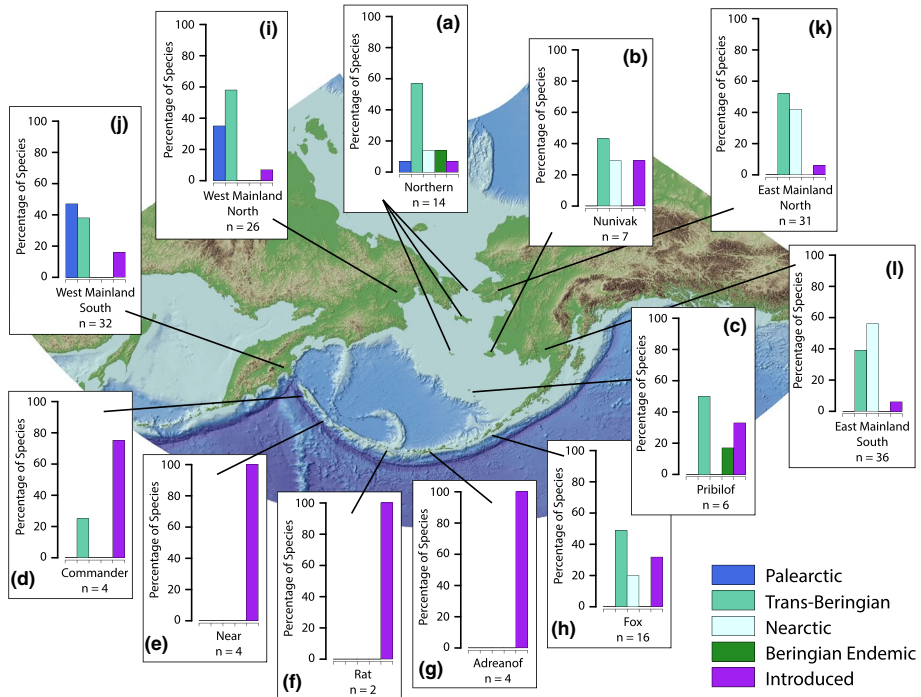 (i)
Percentage of Species
100
80
60
40
20
0
West Mainland
North
n = 26
(a)
Percentage of Species
100
80
60
40
20
0
Northern
n = 14
(b)
Percentage of Species
100
80
60
40
20
0
Nunivak
n = 7
(k)
Percentage of Species
100
80
60
40
20
0
East Mainland
North
n = 31
(j)
Percentage of Species
100
80
60
40
20
0
West Mainland
South
n = 32
(l)
Percentage of Species
100
80
60
40
20
0
East Mainland
South
n = 36
(c)
Percentage of Species
100
80
60
40
20
0
Pribilof
n = 6
(d)
Percentage of Species
100
80
60
40
20
0
Commander
n = 4
(e)
Percentage of Species
100
80
60
40
20
0
Near
n = 4
(f)
Percentage of Species
100
80
60
40
20
0
Rat
n = 2
(g)
Percentage of Species
100
80
60
40
20
0
Adreanof
n = 4
(h)
Percentage of Species
100
80
60
40
20
0
Fox
n = 16
Palearctic
Trans-Beringian
Nearctic
Beringian Endemic
Introduced